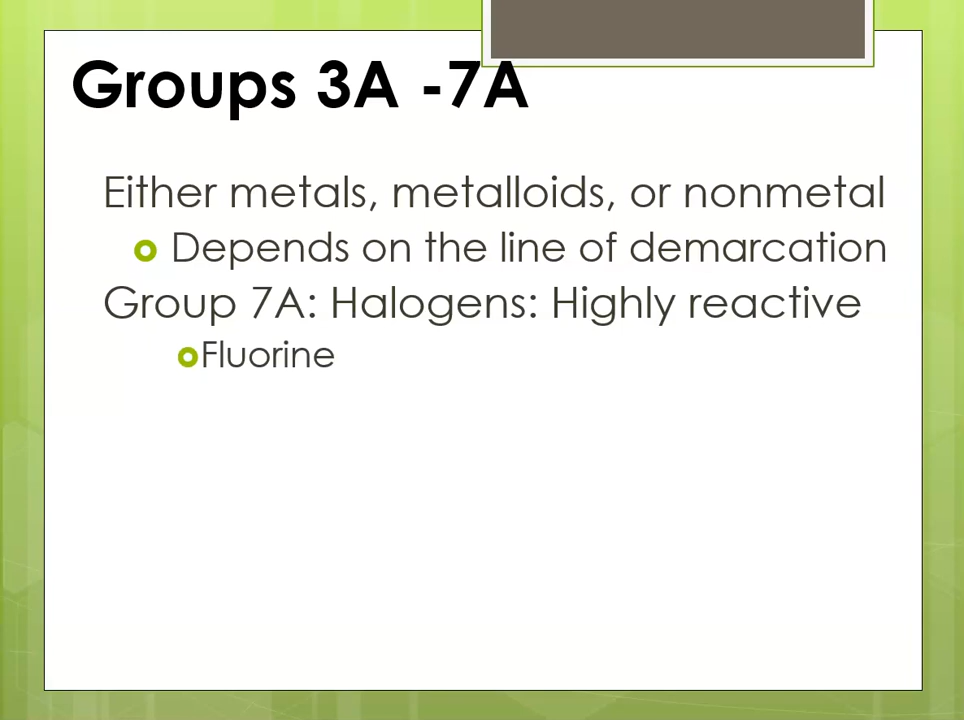 Groups 3A -7A
Either metals, metalloids, or nonmetal
Depends on the line of demarcation
Group 7A: Halogens: Highly reactive
Fluorine